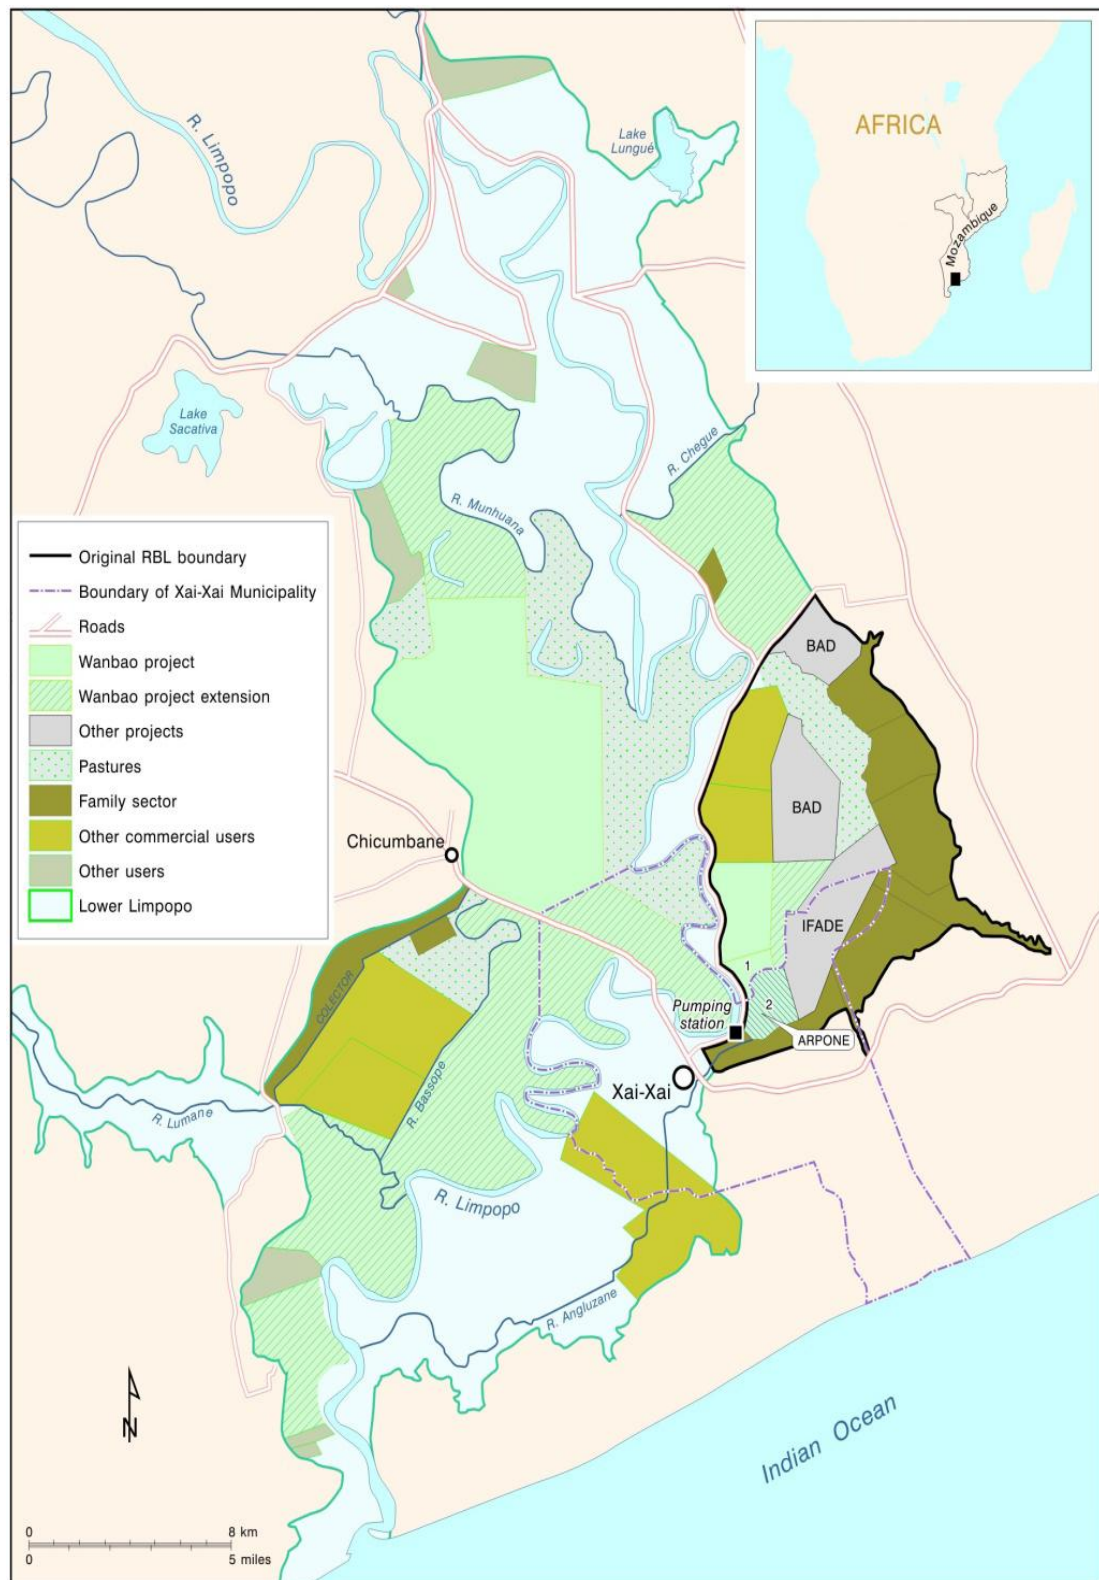 R. Limpopo
Lake
Lungué
AFRICA
Mozambique
Lake
Sacativa
R. Chegue
R. Munhuana
Original RBL boundary
Boundary of Xai-Xai Municipality
Roads
Wanbao project
Wanbao project extension
Other projects
Pastures
Family sector
Other commercial users
Other users
Lower Limpopo
BAD
BAD
Chicumbane
IFADE
1
2
Pumping
station
ARPONE
COLECTOR
Xai-Xai
R. Bassope
R. Lumane
R. Limpopo
R. Angluzane
Indian Ocean
N
0 8 km
0 5 miles